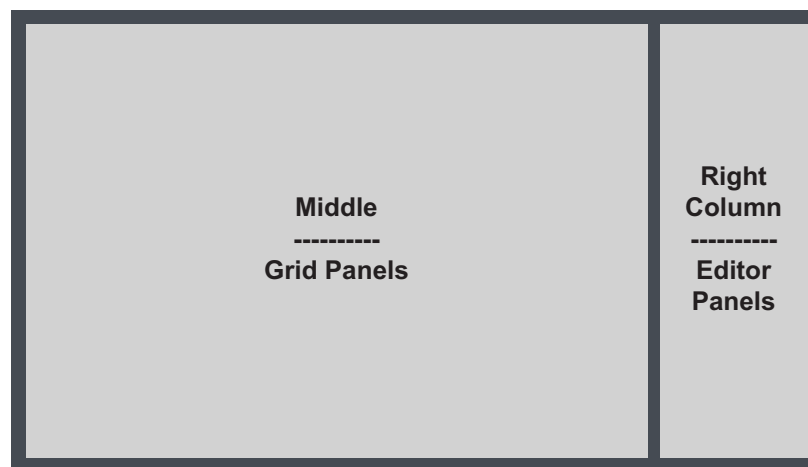 Middle
----------
Grid Panels
Right
Column
----------
Editor
Panels